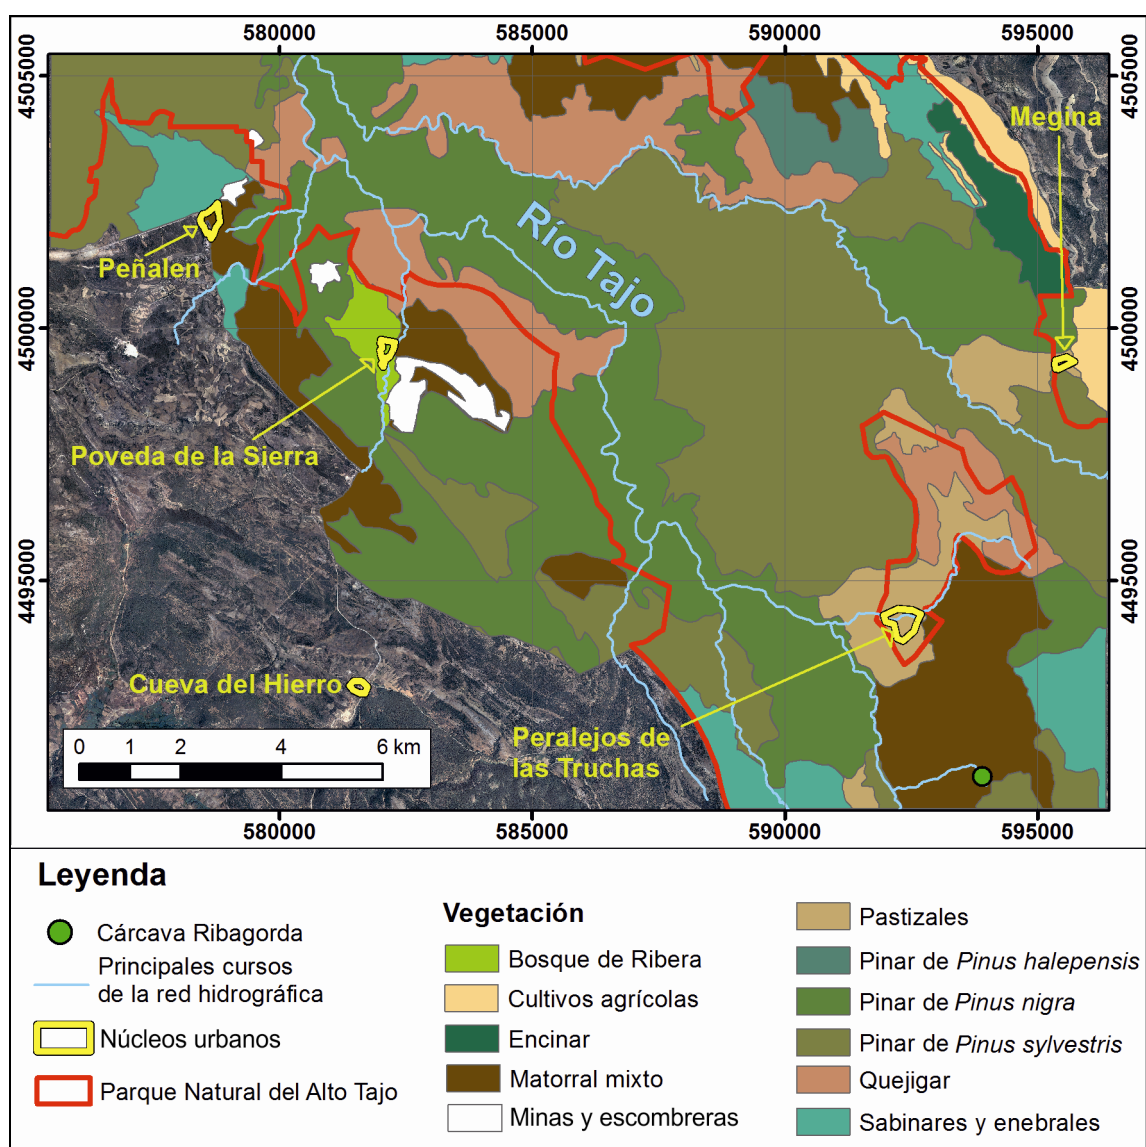 580000 585000 590000 595000
4505000 4505000
Megina
Río Tajo
Peñalen
4500000 4500000
Poveda de la Sierra
4495000 4495000
Cueva del Hierro
Peralejos de
las Truchas
0 1 2 4 6 km
580000 585000 590000 595000
Leyenda
Cárcava Ribagorda
Principales cursos
de la red hidrográfica
Núcleos urbanos
Parque Natural del Alto Tajo
Vegetación
Bosque de Ribera
Cultivos agrícolas
Encinar
Matorral mixto
Minas y escombreras
Pastizales
Pinar de Pinus halepensis
Pinar de Pinus nigra
Pinar de Pinus sylvestris
Quejigar
Sabinares y enebrales